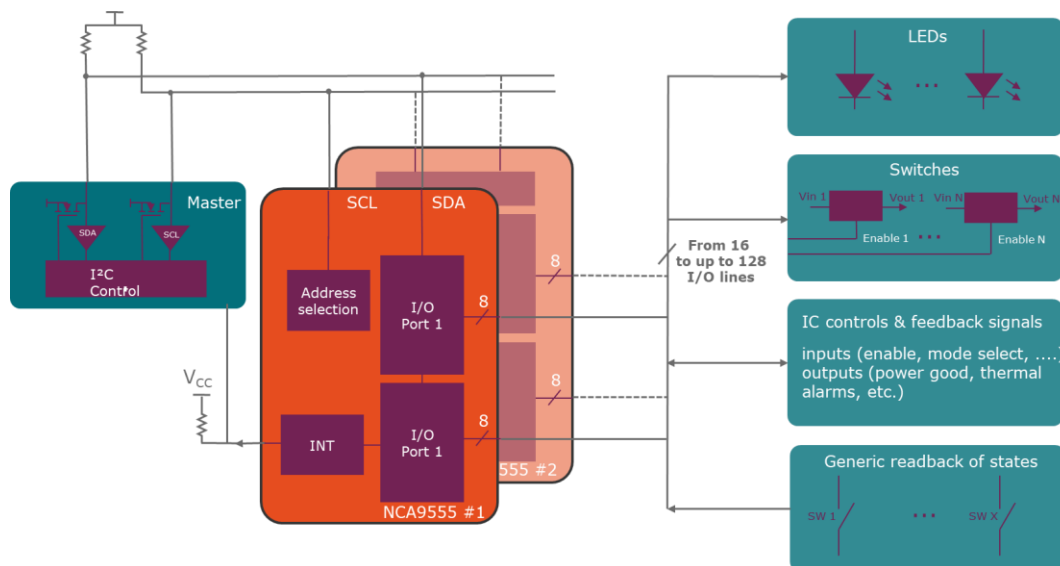 LEDs
Master
SDA
SCL
I²C
Control
SCL
SDA
Address
selection
I/O
Port 1
8
8
INT
I/O
Port 1
8
8
NCA9555 #1
555 #2
VCC
From 16
to up to 128
I/O lines
Switches
Vin 1
Vout 1
Vin N
Vout N
Enable 1
Enable N
IC controls & feedback signals
inputs (enable, mode select, ....)
outputs (power good, thermal
alarms, etc.)
Generic readback of states
SW 1
SW X